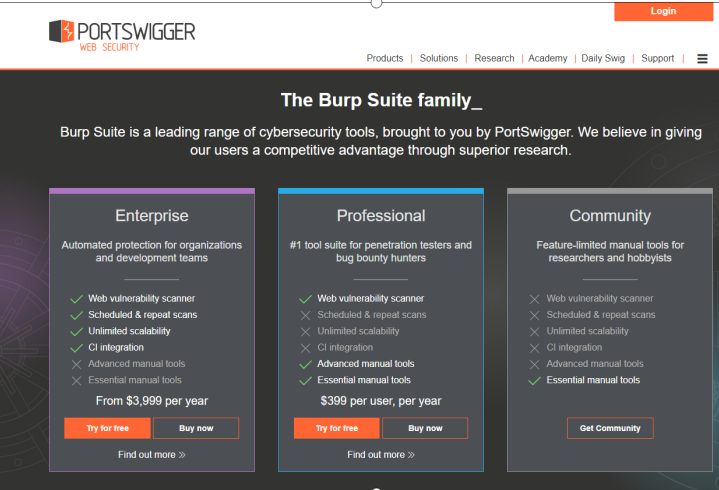 Login
PORTSWIGGER
WEB SECURITY
Products | Solutions | Research | Academy | Daily Swig | Support |
The Burp Suite family_
Burp Suite is a leading range of cybersecurity tools, brought to you by PortSwigger. We believe in giving
our users a competitive advantage through superior research.
Enterprise
Automated protection for organizations
and development teams
Web vulnerability scanner
Scheduled & repeat scans
Unlimited scalability
CI integration
Advanced manual tools
Essential manual tools
From $3,999 per year
Try for free
Buy now
Find out more »
Professional
#1 tool suite for penetration testers and
bug bounty hunters
Web vulnerability scanner
Scheduled & repeat scans
Unlimited scalability
CI integration
Advanced manual tools
Essential manual tools
$399 per user, per year
Try for free
Buy now
Find out more »
Community
Feature-limited manual tools for
researchers and hobbyists
Web vulnerability scanner
Scheduled & repeat scans
Unlimited scalability
CI integration
Advanced manual tools
Essential manual tools
Get Community